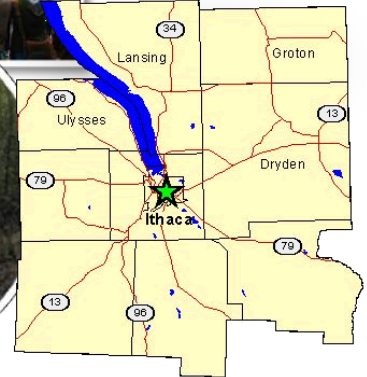 34
Lansing
Groton
96
Ulysses
13
Dryden
79
Ithaca
79
13
96